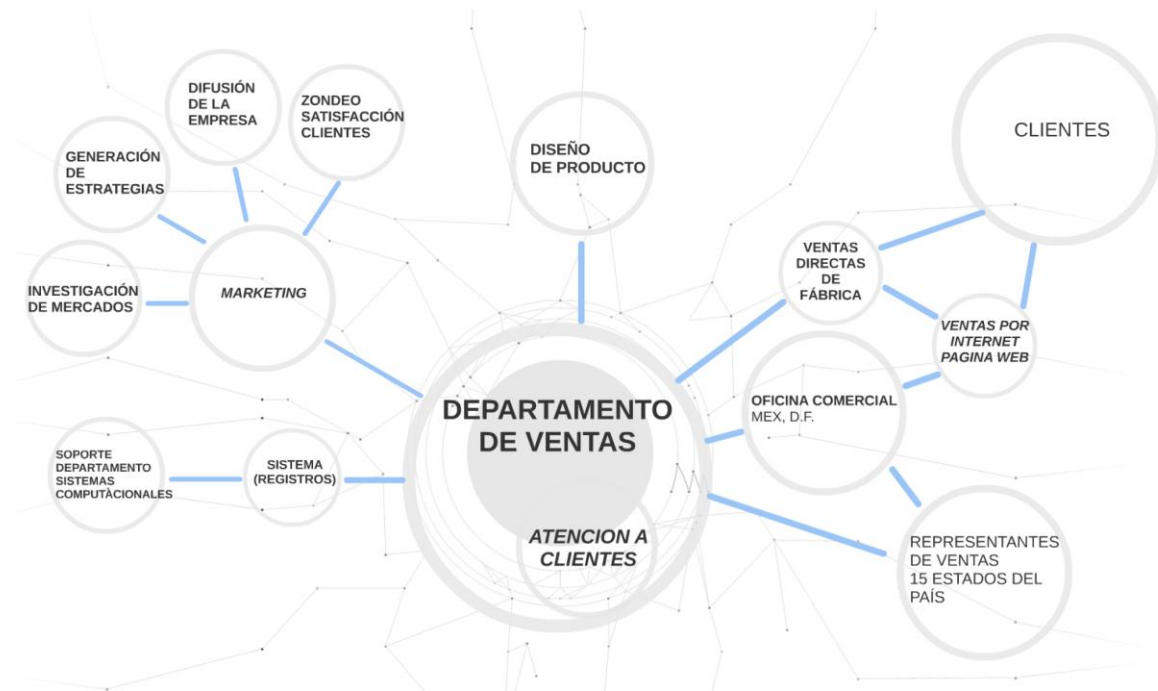 DIFUSIÓN
DE LA
EMPRESA
ZONDEO
SATISFACCIÓN
CLIENTES
GENERACIÓN
DE
ESTRATEGIAS
INVESTIGACIÓN
DE MERCADOS
MARKETING
DISEÑO
DE PRODUCTO
CLIENTES
VENTAS
DIRECTAS
DE
FÁBRICA
VENTAS POR
INTERNET
PAGINA WEB
OFICINA COMERCIAL
MEX, D.F.
DEPARTAMENTO
DE VENTAS
SOPORTE
DEPARTAMENTO
SISTEMAS
COMPUTÀCIONALES
SISTEMA
(REGISTROS)
ATENCION A
CLIENTES
REPRESENTANTES
DE VENTAS
15 ESTADOS DEL
PAÍS